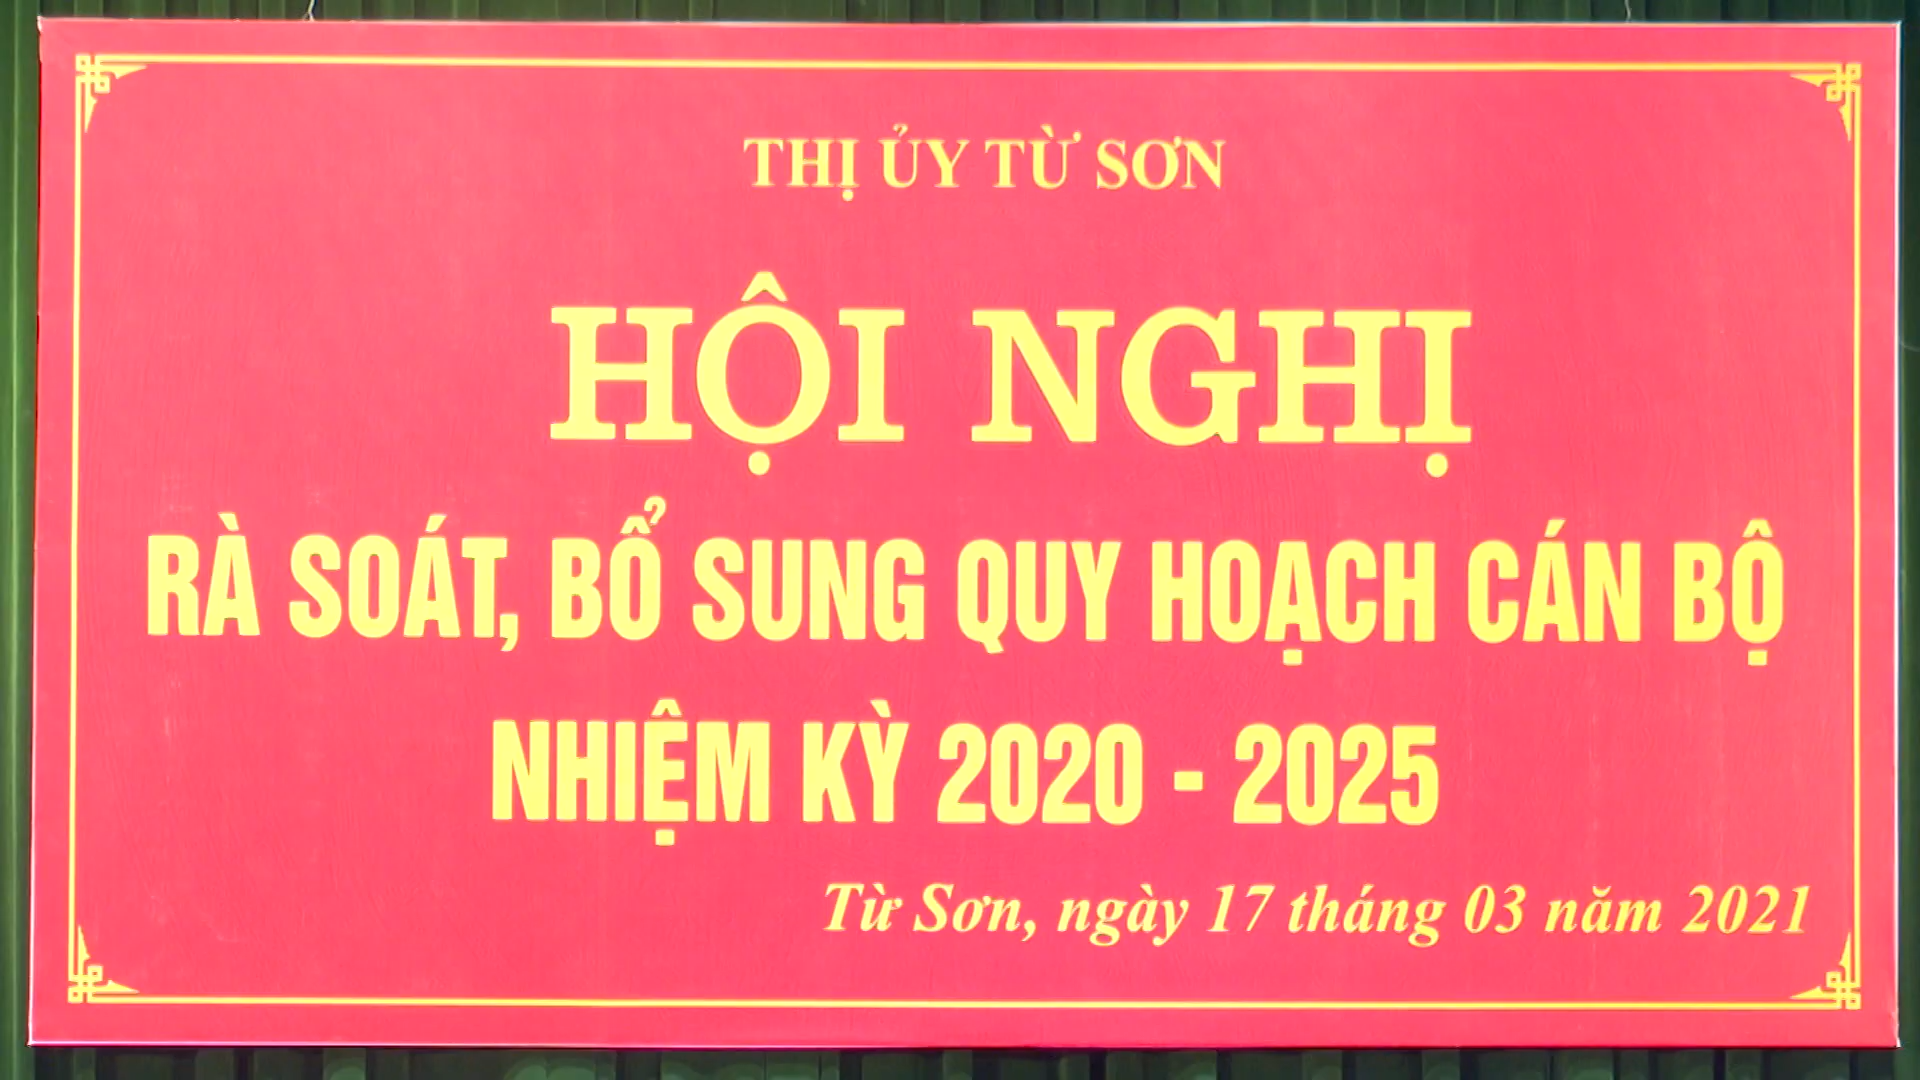 THỊ ỦY TỪ SƠN
HỘI NGHỊ
RÀ SOÁT, BỔ SUNG QUY HOẠCH CÁN BỘ
NHIỆM KỲ 2020 - 2025
Từ Sơn, ngày 17 tháng 03 năm 2021